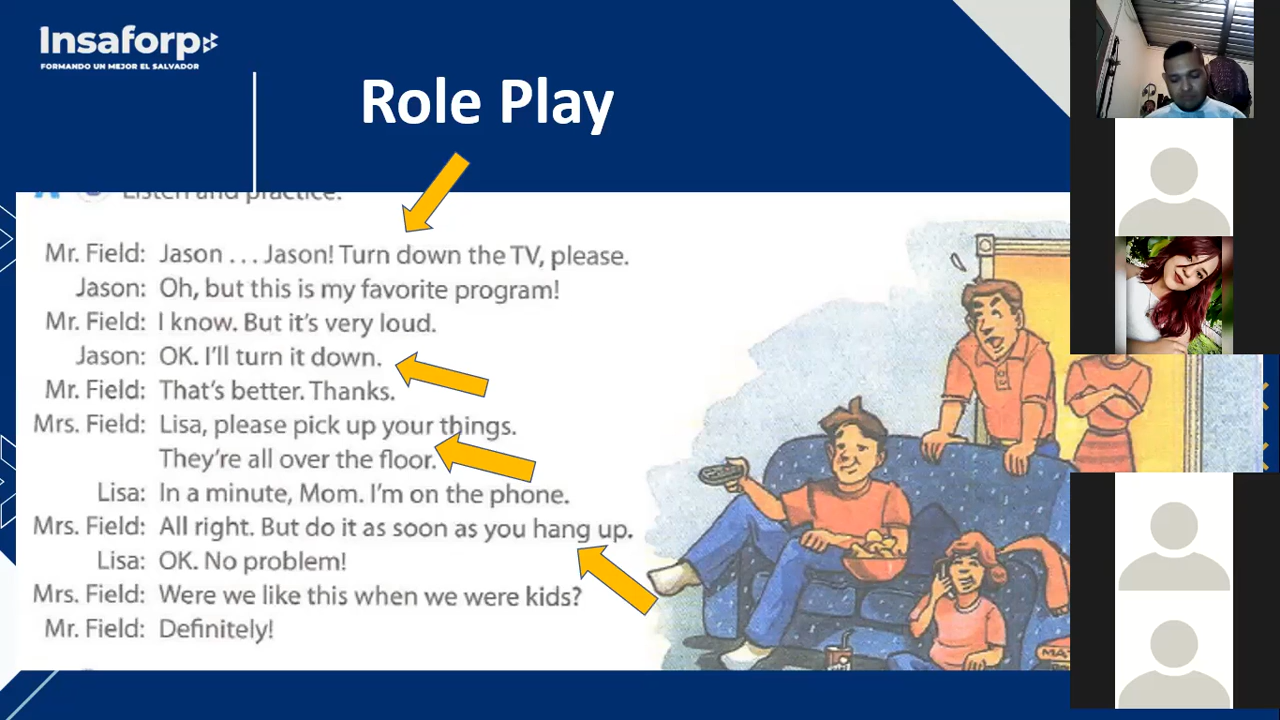 Insaforp
FORMANDO UN MEJOR EL SALVADOR
Role Play
Listen and practice.
Mr. Field: Jason . . . Jason! Turn down the TV, please.
Jason: Oh, but this is my favorite program!
Mr. Field: I know. But it's very loud.
Jason: OK. I'll turn it down.
Mr. Field: That's better. Thanks.
Mrs. Field: Lisa, please pick up your things.
They're all over the floor.
Lisa: In a minute, Mom. I'm on the phone.
Mrs. Field: All right. But do it as soon as you hang up.
Lisa: OK. No problem!
Mrs. Field: Were we like this when we were kids?
Mr. Field: Definitely!